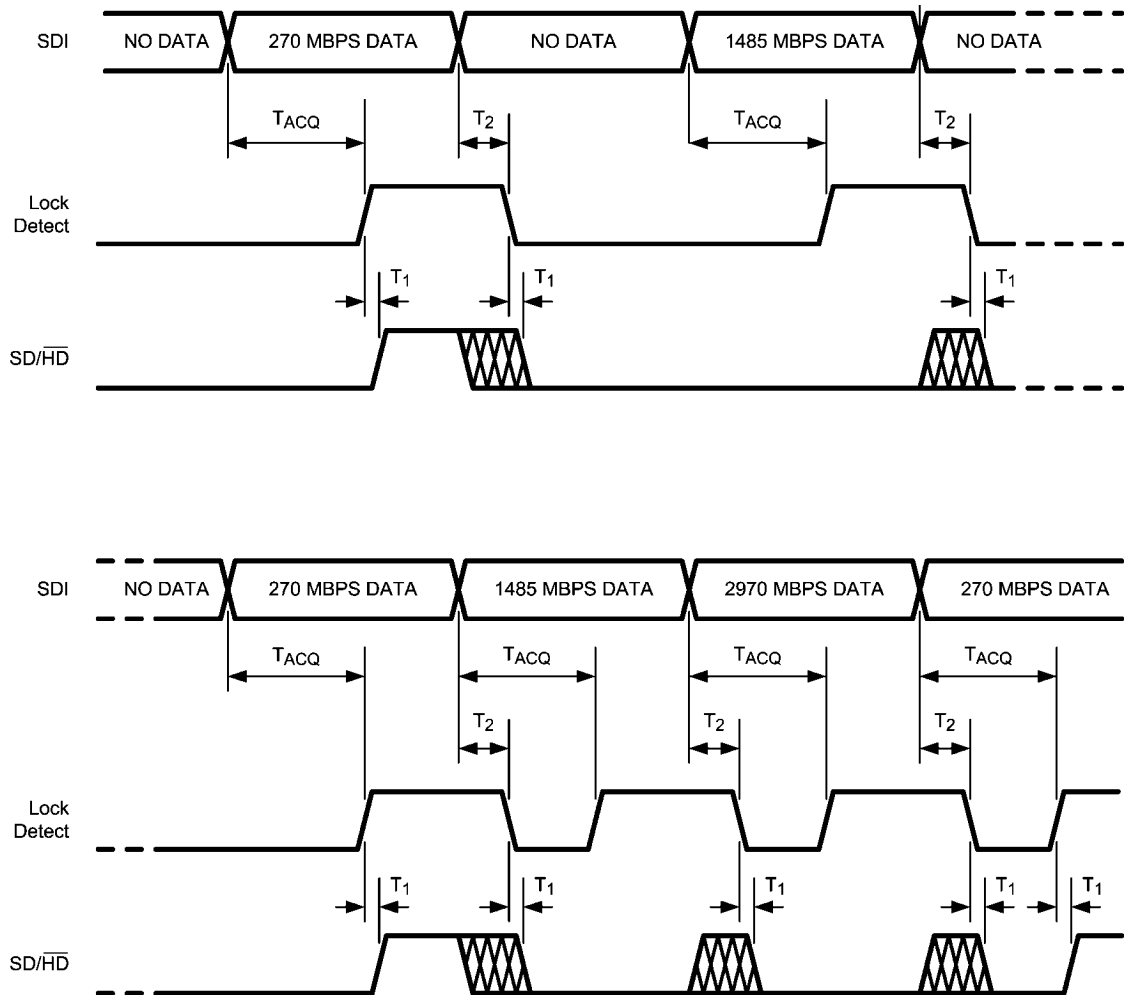 SDI NO DATA 270 MBPS DATA NO DATA 1485 MBPS DATA NO DATA
TACQ T2 TACQ T2
Lock
Detect
T1 T1 T1
SD/HD
SDI NO DATA 270 MBPS DATA 1485 MBPS DATA 2970 MBPS DATA 270 MBPS DATA
TACQ TACQ TACQ TACQ
T2 T2 T2
Lock
Detect
T1 T1 T1 T1 T1
SD/HD